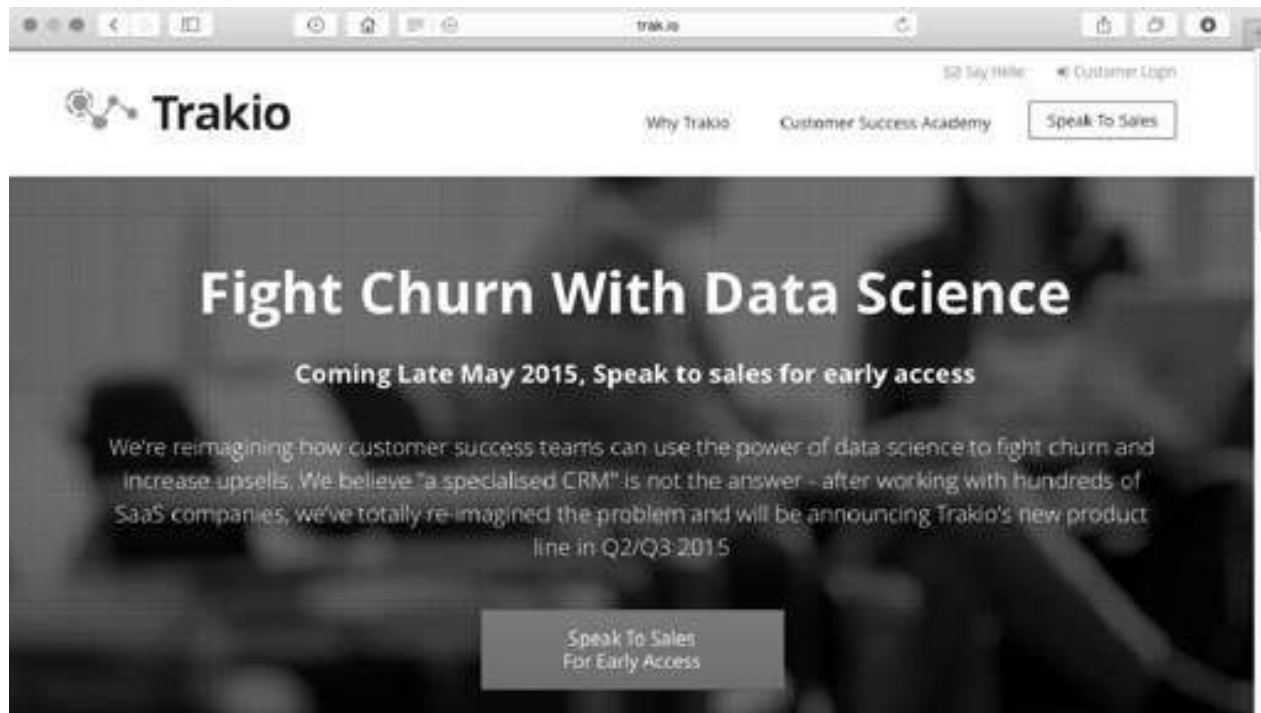 trak.io
Say Hello
Customer Login
Trakio
Why Trakio
Customer Success Academy
Speak To Sales
Fight Churn With Data Science
Coming Late May 2015, Speak to sales for early access
We're reimagining how customer success teams can use the power of data science to fight churn and
increase upsells. We believe "a specialised CRM" is not the answer - after working with hundreds of
SaaS companies, we've totally re-imagined the problem and will be announcing Trakio's new product
line in Q2/Q3 2015
Speak To Sales
For Early Access